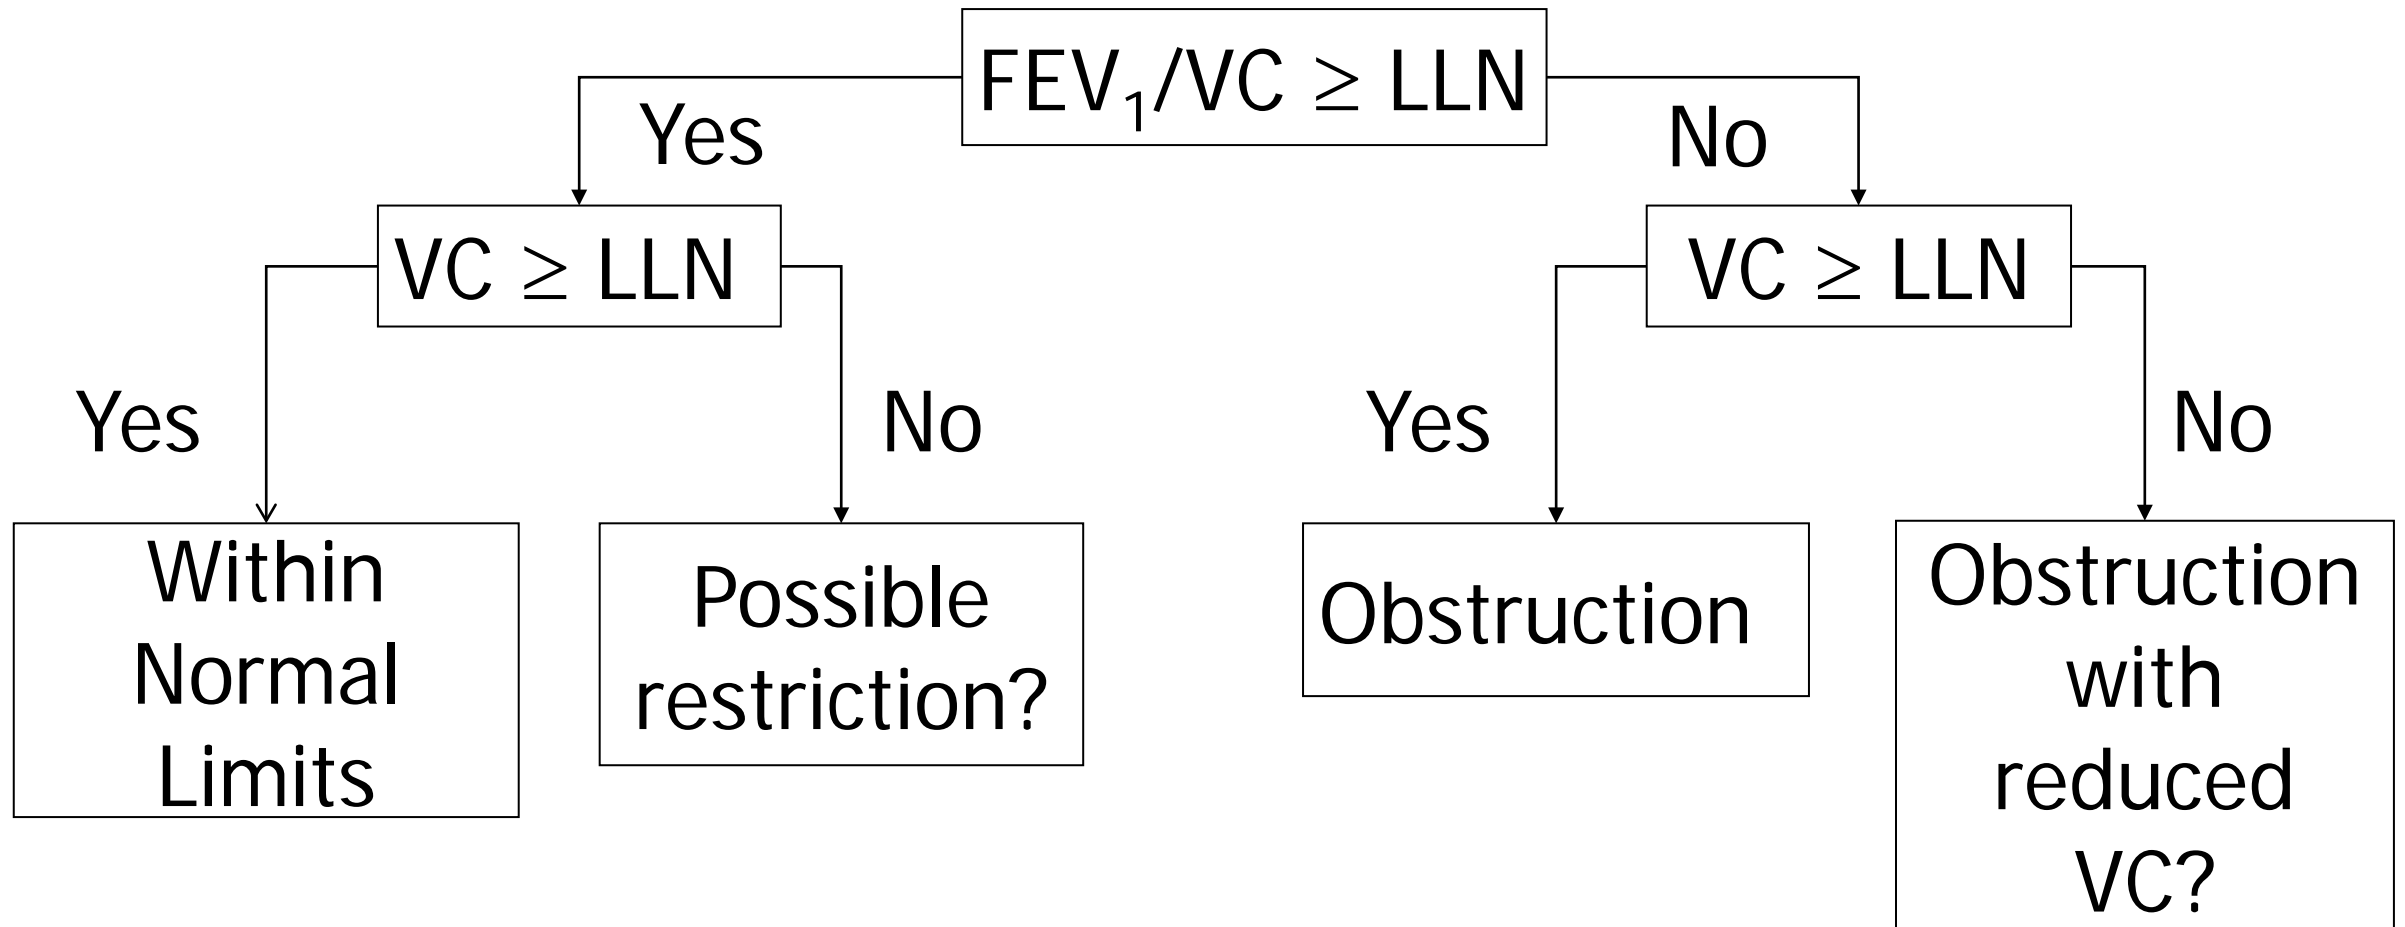 FEV₁/VC ≥ LLN
Yes
No
VC ≥ LLN
VC ≥ LLN
Yes
No
Yes
No
Within
Normal
Limits
Possible
restriction?
Obstruction
Obstruction
with
reduced
VC?